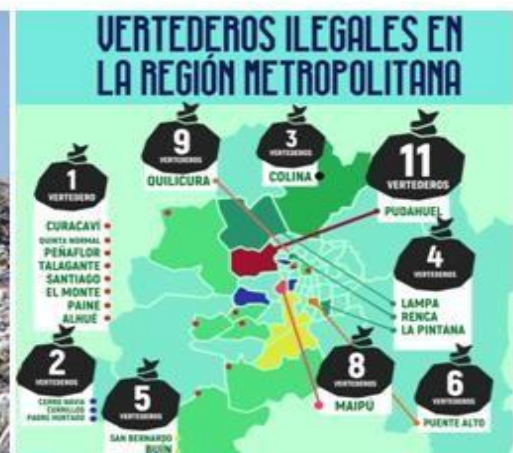 VERTEDEROS ILEGALES EN
LA REGIÓN METROPOLITANA
9
VERTEDEROS
QUILICURA
3
VERTEDEROS
COLINA
11
VERTEDEROS
PUDAHUEL
1
VERTEDERO
CURACAVÍ
QUINTA NORMAL
PEÑAFLOR
TALAGANTE
SANTIAGO
EL MONTE
PAINE
ALHUÉ
4
VERTEDEROS
LAMPA
RENCA
LA PINTANA
2
VERTEDEROS
CERRO NAVIA
CERRILLOS
PADRE HURTADO
5
VERTEDEROS
SAN BERNARDO
BUIN
8
VERTEDEROS
MAIPÚ
6
VERTEDEROS
PUENTE ALTO